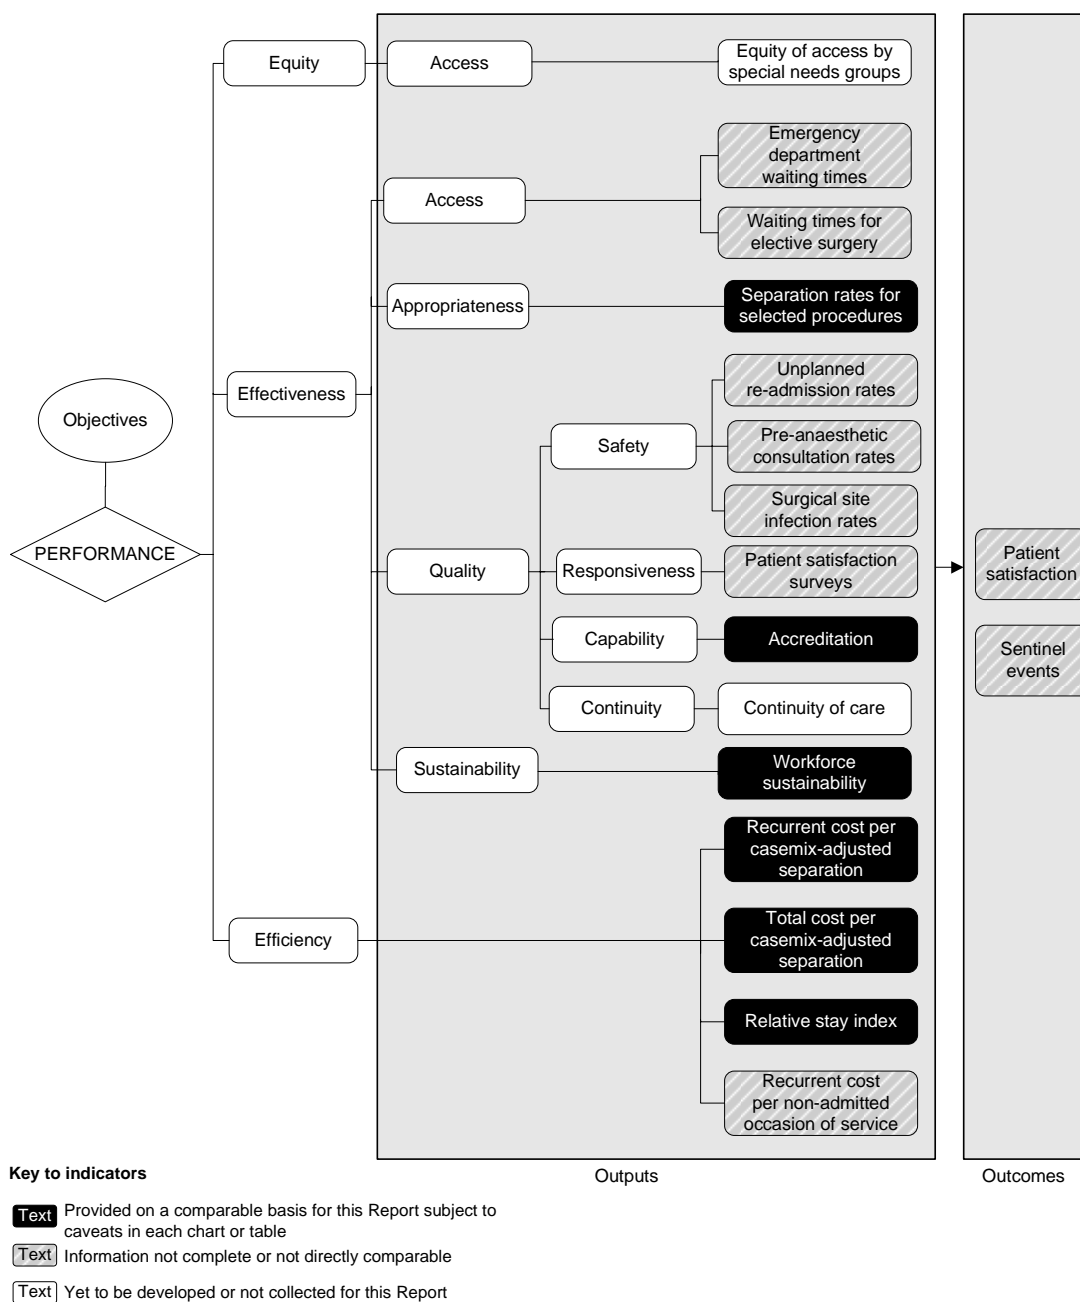 Equity
Access
Equity of access by
special needs groups
Emergency
department
waiting times
Access
Waiting times for
elective surgery
Appropriateness
Separation rates for
selected procedures
Unplanned
re-admission rates
Effectiveness
Objectives
Safety
Pre-anaesthetic
consultation rates
Surgical site
infection rates
PERFORMANCE
Quality
Responsiveness
Patient satisfaction
surveys
Patient
satisfaction
Capability
Accreditation
Sentinel
events
Continuity
Continuity of care
Sustainability
Workforce
sustainability
Recurrent cost per
casemix-adjusted
separation
Efficiency
Total cost per
casemix-adjusted
separation
Relative stay index
Recurrent cost
per non-admitted
occasion of service
Outputs
Outcomes
Key to indicators
Text Provided on a comparable basis for this Report subject to
caveats in each chart or table
Text Information not complete or not directly comparable
Text Yet to be developed or not collected for this Report